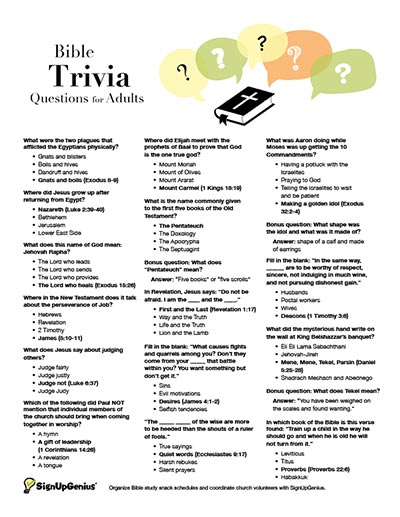 Bible
Trivia
Questions for Adults
? ? ? ? ?
What were the two plagues that
afflicted the Egyptians physically?
• Gnats and blisters
• Boils and hives
• Dandruff and hives
• Gnats and boils (Exodus 8-9)
Where did Jesus grow up after
returning from Egypt?
• Nazareth (Luke 2:39-40)
• Bethlehem
• Jerusalem
• Lower East Side
What does this name of God mean:
Jehovah Rapha?
• The Lord who leads
• The Lord who sends
• The Lord who provides
• The Lord who heals (Exodus 15:26)
Where in the New Testament does it talk
about the perseverance of Job?
• Hebrews
• Revelation
• 2 Timothy
• James (5:10-11)
What does Jesus say about judging
others?
• Judge fairly
• Judge justly
• Judge not (Luke 6:37)
• Judge Judy
Which of the following did Paul NOT
mention that individual members of
the church should bring when coming
together in worship?
• A hymn
• A gift of leadership
(1 Corinthians 14:26)
• A revelation
• A tongue
Where did Elijah meet with the
prophets of Baal to prove that God
is the one true god?
• Mount Moriah
• Mount of Olives
• Mount Ararat
• Mount Carmel (1 Kings 18:19)
What is the name commonly given
to the first five books of the Old
Testament?
• The Pentateuch
• The Doxology
• The Apocrypha
• The Septuagint
Bonus question: What does
"Pentateuch" mean?
• Answer: "Five books" or "five scrolls"
In Revelation, Jesus says: "Do not be
afraid. I am the ____ and the ____."
• First and the Last (Revelation 1:17)
• Way and the Truth
• Life and the Truth
• Lion and the Lamb
Fill in the blank: "What causes fights
and quarrels among you? Don't they
come from your _____ that battle
within you? You want something but
don't get it."
• Sins
• Evil motivations
• Desires (James 4:1-2)
• Selfish tendencies
"The _____ _____ of the wise are more
to be heeded than the shouts of a ruler
of fools."
• True sayings
• Quiet words (Ecclesiastes 9:17)
• Harsh rebukes
• Silent prayers
What was Aaron doing while
Moses was up getting the 10
Commandments?
• Having a potluck with the
Israelites
• Praying to God
• Telling the Israelites to wait
and be patient
• Making a golden idol (Exodus
32:2-4)
Bonus question: What shape was
the idol and what was it made of?
• Answer: shape of a calf and made
of earrings
Fill in the blank: "In the same way,
______ are to be worthy of respect,
sincere, not indulging in much wine,
and not pursuing dishonest gain."
• Husbands
• Postal workers
• Wives
• Deacons (1 Timothy 3:8)
What did the mysterious hand write on
the wall at King Belshazzar's banquet?
• Eli Eli Lema Sabachthani
• Jehovah-Jireh
• Mene, Mene, Tekel, Parsin (Daniel
5:25-28)
• Shadrach Meshach and Abednego
Bonus question: What does Tekel mean?
• Answer: "You have been weighed on
the scales and found wanting."
In which book of the Bible is this verse
found: "Train up a child in the way he
should go and when he is old he will
not turn from it."
• Leviticus
• Titus
• Proverbs (Proverbs 22:6)
• Habakkuk
SignUpGenius
Organize Bible study snack schedules and coordinate church volunteers with SignUpGenius.